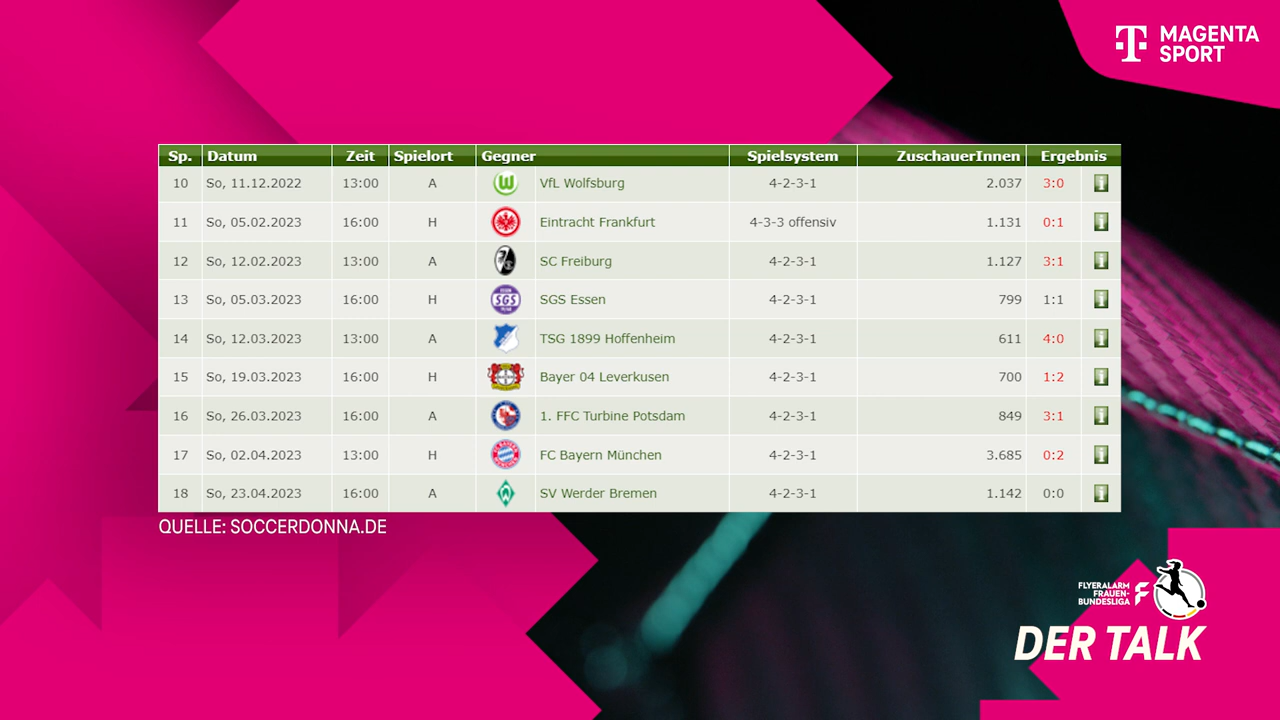 MAGENTA
SPORT
Sp. Datum Zeit Spielort Gegner Spielsystem ZuschauerInnen Ergebnis
10 So, 11.12.2022 13:00 A VfL Wolfsburg 4-2-3-1 2.037 3:0
11 So, 05.02.2023 16:00 H Eintracht Frankfurt 4-3-3 offensiv 1.131 0:1
12 So, 12.02.2023 13:00 A SC Freiburg 4-2-3-1 1.127 3:1
13 So, 05.03.2023 16:00 H SGS SGS Essen 4-2-3-1 799 1:1
14 So, 12.03.2023 13:00 A TSG 1899 Hoffenheim 4-2-3-1 611 4:0
15 So, 19.03.2023 16:00 H Bayer 04 Leverkusen 4-2-3-1 700 1:2
16 So, 26.03.2023 16:00 A 1. FFC Turbine Potsdam 4-2-3-1 849 3:1
17 So, 02.04.2023 13:00 H FC Bayern München 4-2-3-1 3.685 0:2
18 So, 23.04.2023 16:00 A SV Werder Bremen 4-2-3-1 1.142 0:0
QUELLE: SOCCERDONNA.DE
FLYERALARM
FRAUEN-
BUNDESLIGA
DER TALK